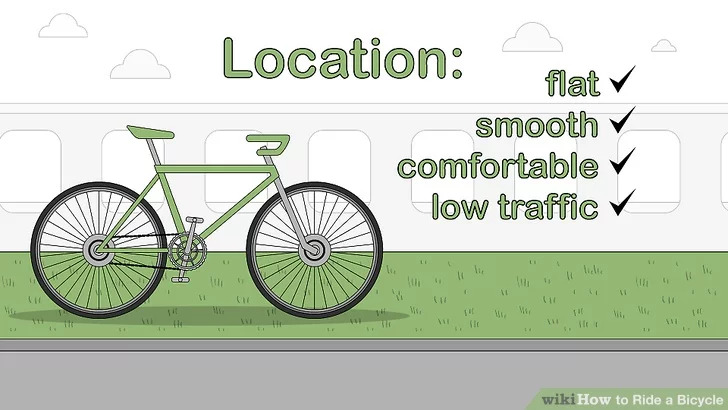 Location:
flat
smooth
comfortable
low traffic
wikiHow to Ride a Bicycle